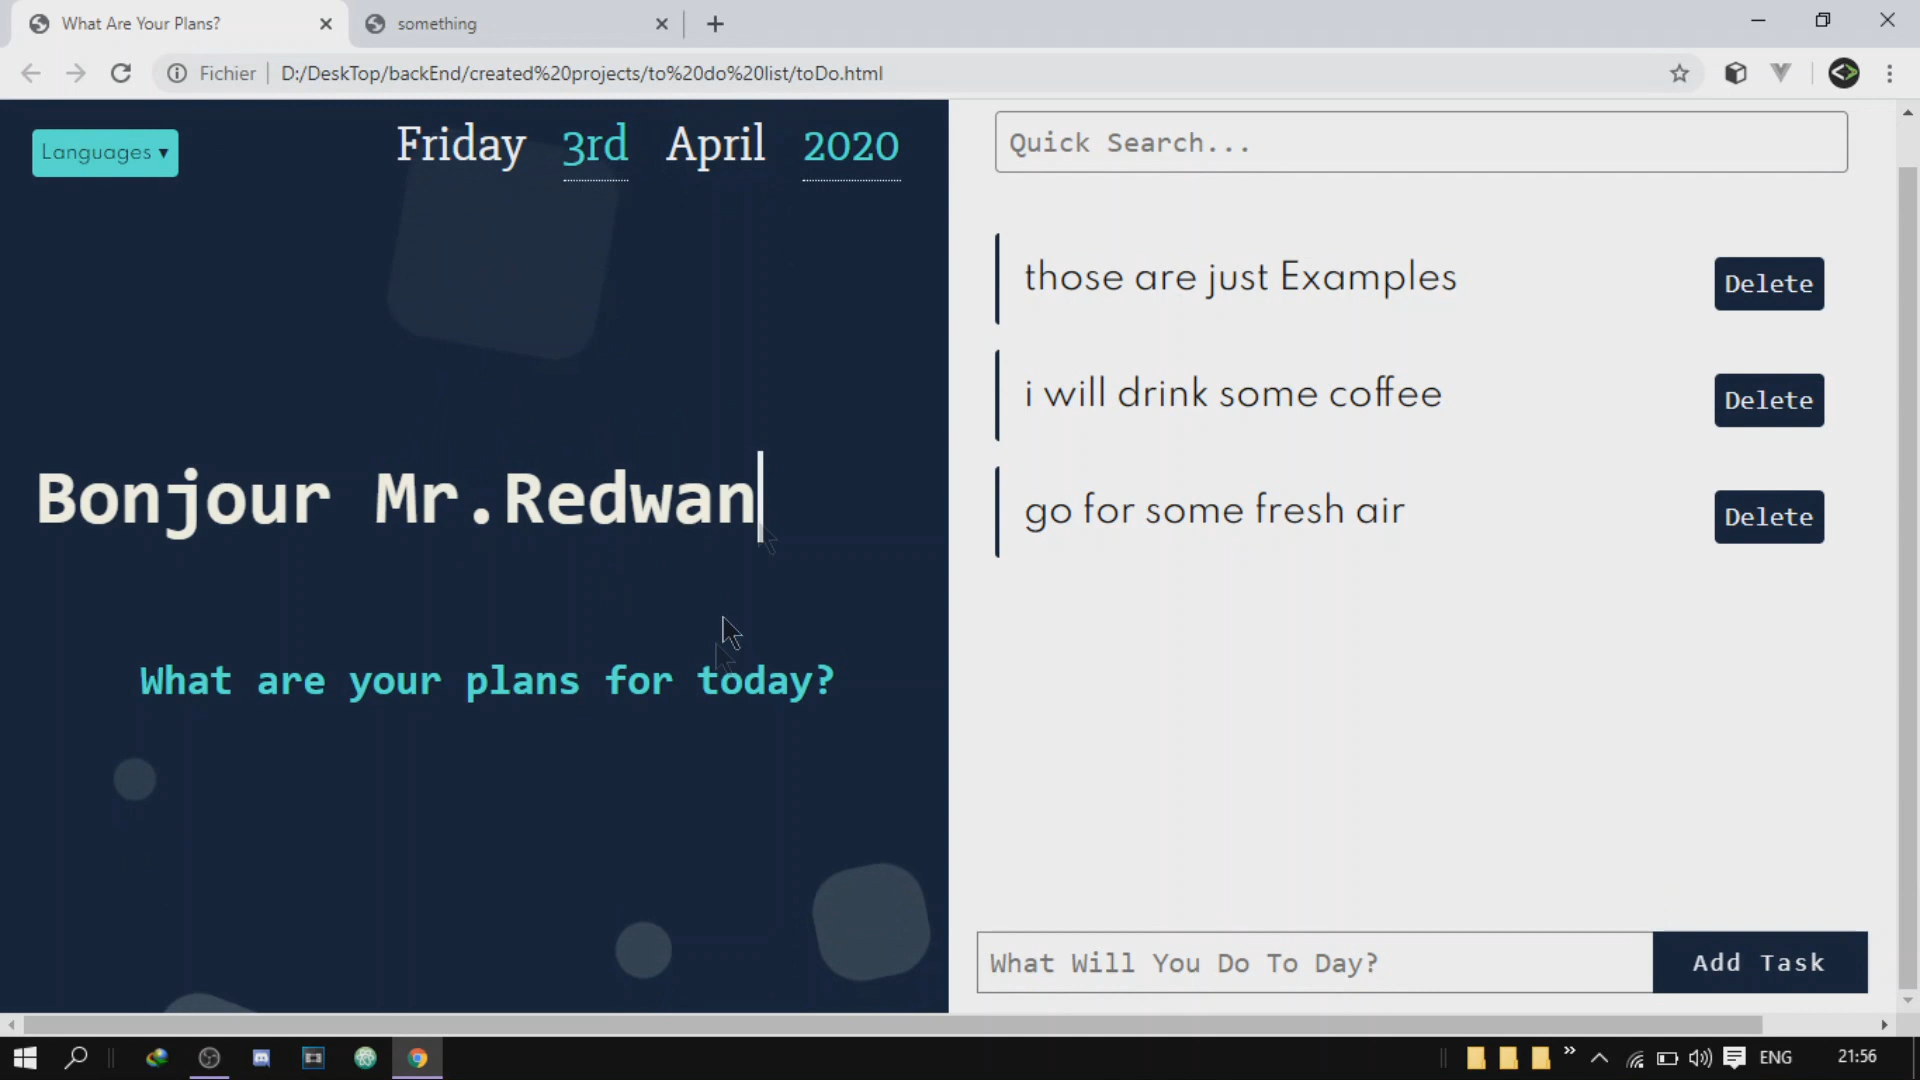 What Are Your Plans?
something
Fichier
D:/DeskTop/backEnd/created%20projects/to%20do%20list/toDo.html
Languages ▾
Friday 3rd April 2020
Bonjour Mr.Redwan
What are your plans for today?
Quick Search...
those are just Examples
Delete
i will drink some coffee
Delete
go for some fresh air
Delete
What Will You Do To Day?
Add Task
ENG
21:56